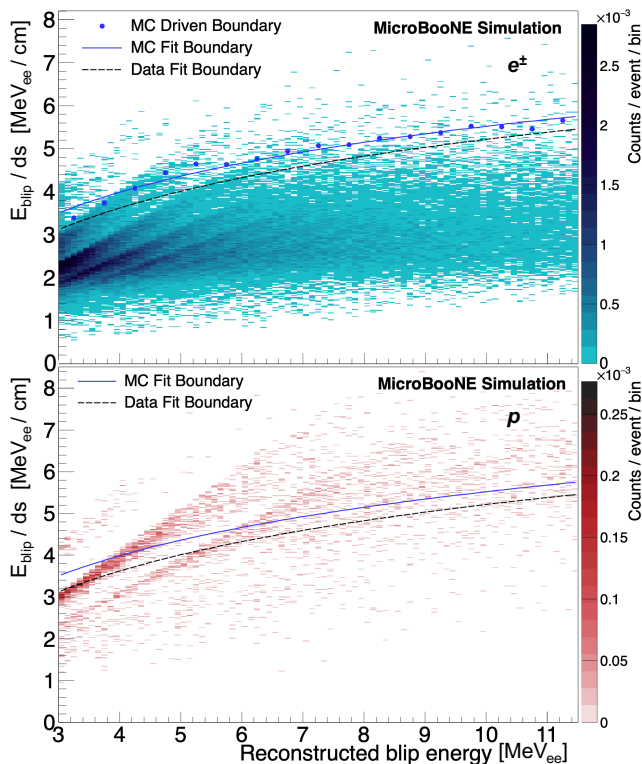 MC Driven Boundary
MC Fit Boundary
Data Fit Boundary
MicroBooNE Simulation
e±
8
7
6
5
4
3
2
1
0
E_blip / ds [MeV_ee / cm]
×10⁻³
2.5
2
1.5
1
0.5
0
Counts / event / bin
MC Fit Boundary
Data Fit Boundary
MicroBooNE Simulation
p
8
7
6
5
4
3
2
1
0
E_blip / ds [MeV_ee / cm]
×10⁻³
0.25
0.2
0.15
0.1
0.05
0
Counts / event / bin
3 4 5 6 7 8 9 10 11
Reconstructed blip energy [MeV_ee]